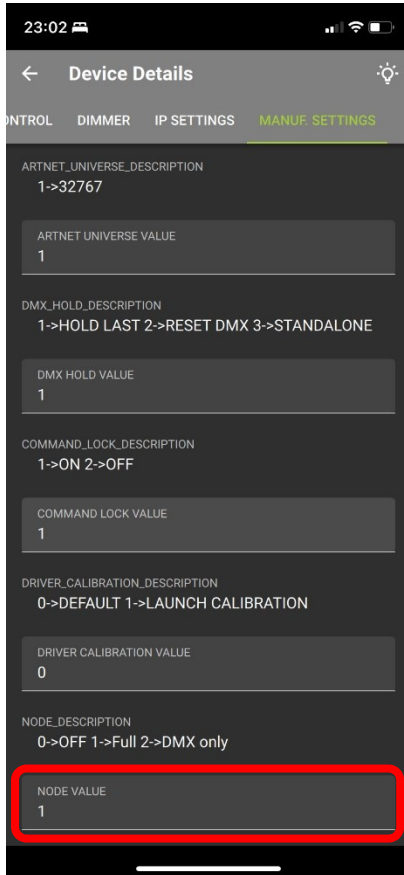 23:02
Device Details
ONTROL DIMMER IP SETTINGS MANUF. SETTINGS
ARTNET_UNIVERSE_DESCRIPTION
1->32767
ARTNET UNIVERSE VALUE
1
DMX_HOLD_DESCRIPTION
1->HOLD LAST 2->RESET DMX 3->STANDALONE
DMX HOLD VALUE
1
COMMAND_LOCK_DESCRIPTION
1->ON 2->OFF
COMMAND LOCK VALUE
1
DRIVER_CALIBRATION_DESCRIPTION
0->DEFAULT 1->LAUNCH CALIBRATION
DRIVER CALIBRATION VALUE
0
NODE_DESCRIPTION
0->OFF 1->Full 2->DMX only
NODE VALUE
1